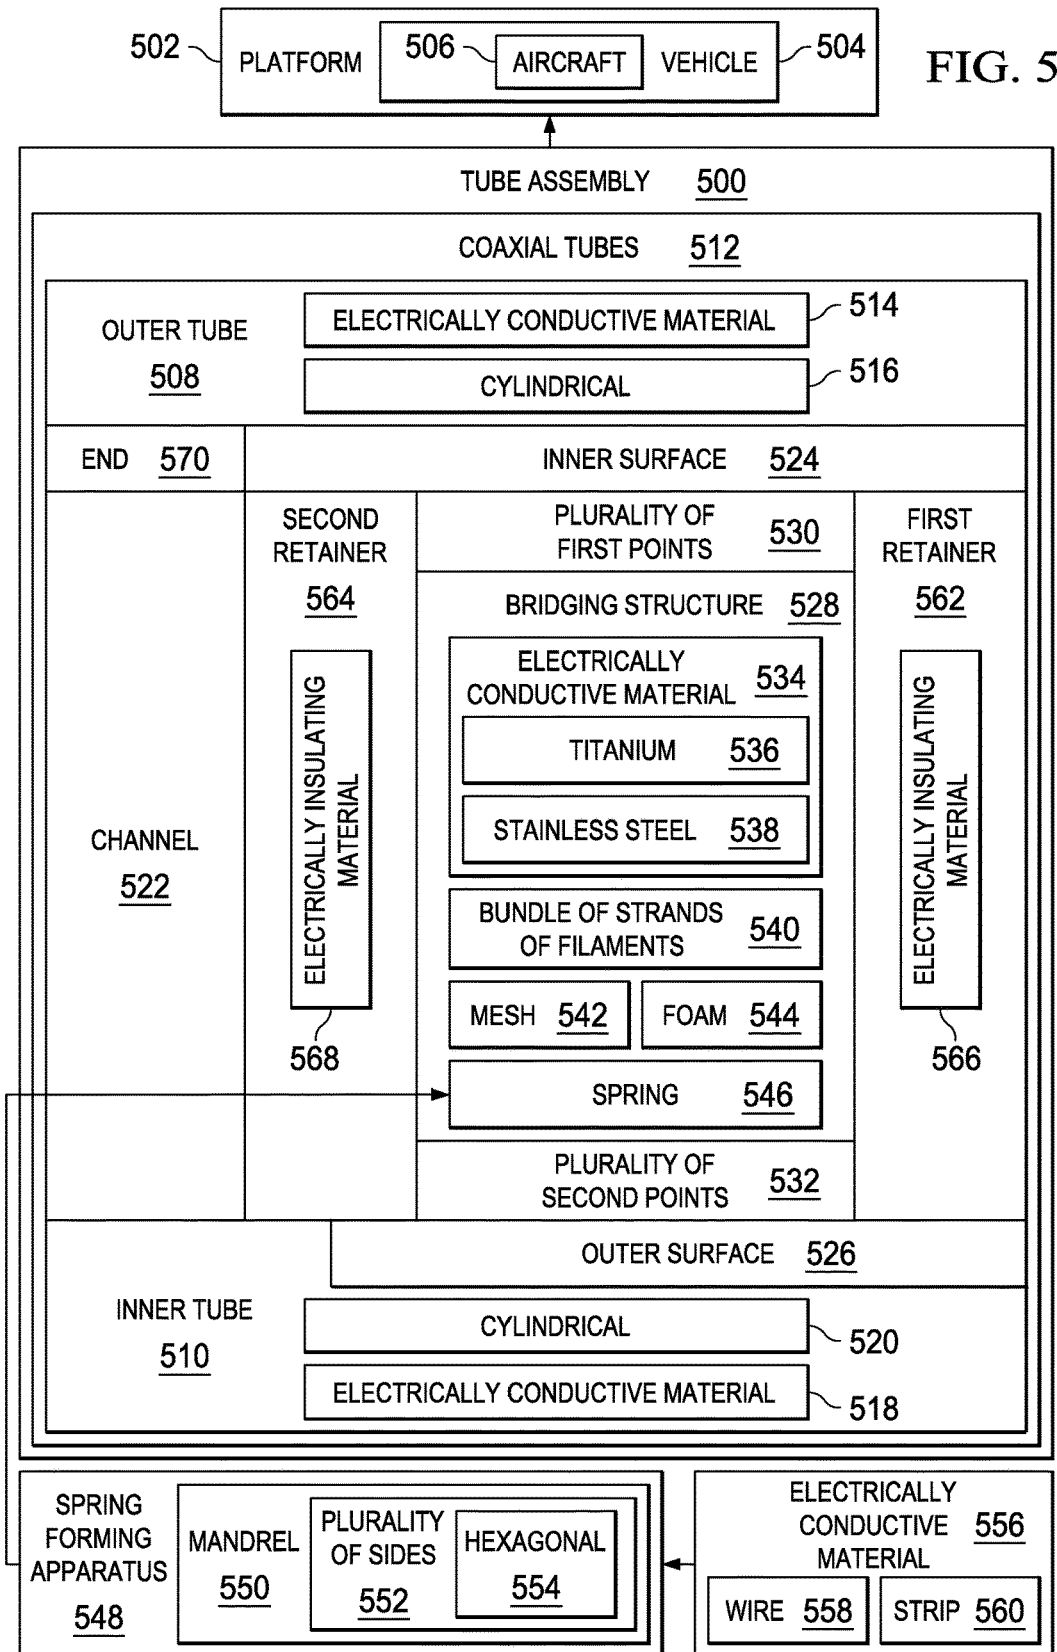 502
PLATFORM
506
AIRCRAFT
VEHICLE
504
FIG. 5
TUBE ASSEMBLY 500
COAXIAL TUBES 512
OUTER TUBE
508
ELECTRICALLY CONDUCTIVE MATERIAL
514
CYLINDRICAL
516
END 570
INNER SURFACE 524
CHANNEL
522
SECOND
RETAINER
564
ELECTRICALLY INSULATING
MATERIAL
568
PLURALITY OF
FIRST POINTS 530
BRIDGING STRUCTURE 528
ELECTRICALLY
CONDUCTIVE MATERIAL 534
TITANIUM 536
STAINLESS STEEL 538
BUNDLE OF STRANDS
OF FILAMENTS 540
MESH 542
FOAM 544
SPRING 546
PLURALITY OF
SECOND POINTS 532
FIRST
RETAINER
562
ELECTRICALLY INSULATING
MATERIAL
566
OUTER SURFACE 526
INNER TUBE
510
CYLINDRICAL
520
ELECTRICALLY CONDUCTIVE MATERIAL
518
SPRING
FORMING
APPARATUS
548
MANDREL
550
PLURALITY
OF SIDES
552
HEXAGONAL
554
ELECTRICALLY
CONDUCTIVE
MATERIAL
556
WIRE 558
STRIP 560